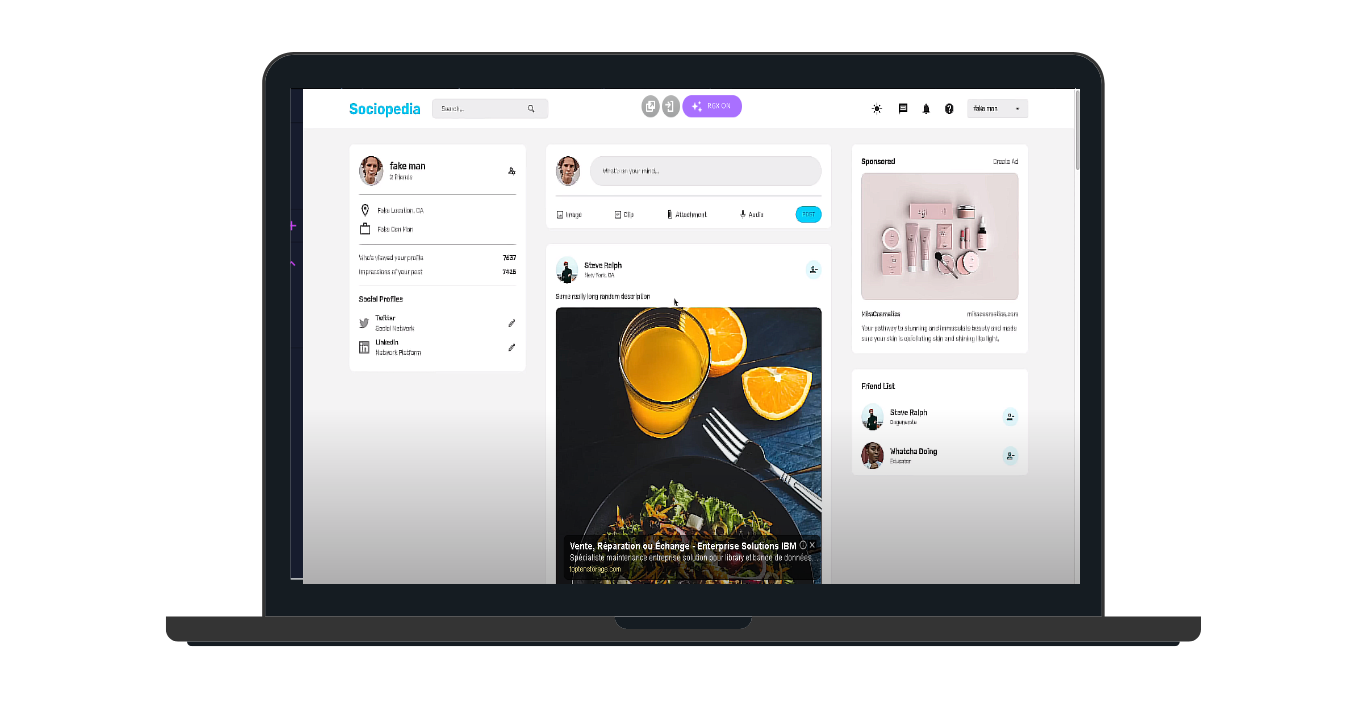 Sociopedia
Search...
REX ON
fake man
fake man
2 Friends
Fake Location, CA
Fake Con Man
Who's viewed your profile 7637
Impressions of your post 7426
Social Profiles
Twitter
Social Network
Linkedin
Network Platform
What's on your mind...
Image Clip Attachment Audio POST
Steve Ralph
New York, CA
Some really long random description
Vente, Réparation ou Échange - Enterprise Solutions IBM
Spécialiste maintenance entreprise solution pour library et bande de données.
toptenstorage.com
Sponsored Create Ad
MikaCosmetics mikacosmetics.com
Your pathway to stunning and immaculate beauty and made
sure your skin is exfoliating skin and shining like light.
Friend List
Steve Ralph
Degenerate
Whatcha Doing
Educator